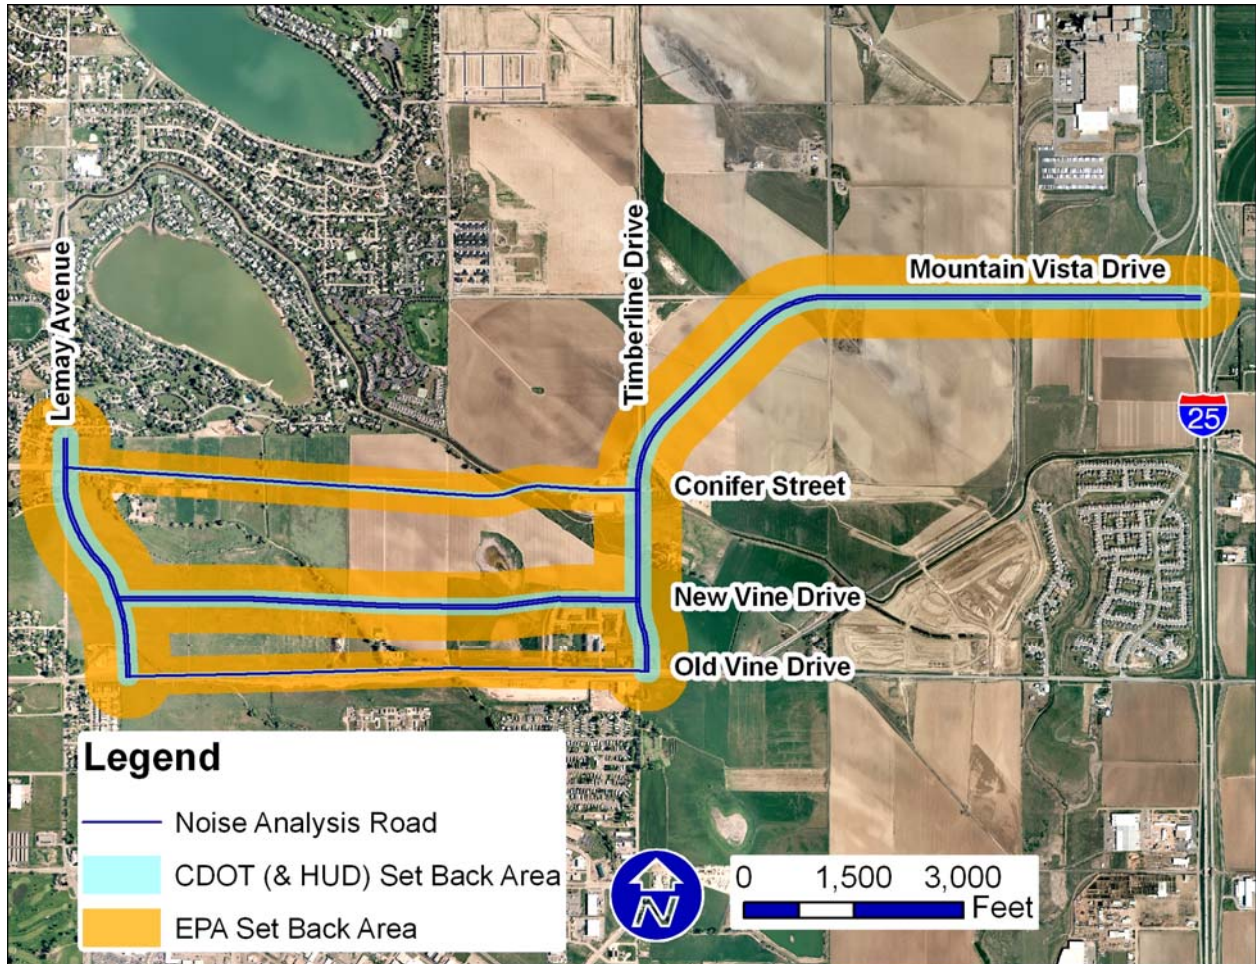 Mountain Vista Drive
Timberline Drive
Lemay Avenue
25
Conifer Street
New Vine Drive
Old Vine Drive
Legend
Noise Analysis Road
CDOT (& HUD) Set Back Area
EPA Set Back Area
N
0 1,500 3,000
Feet